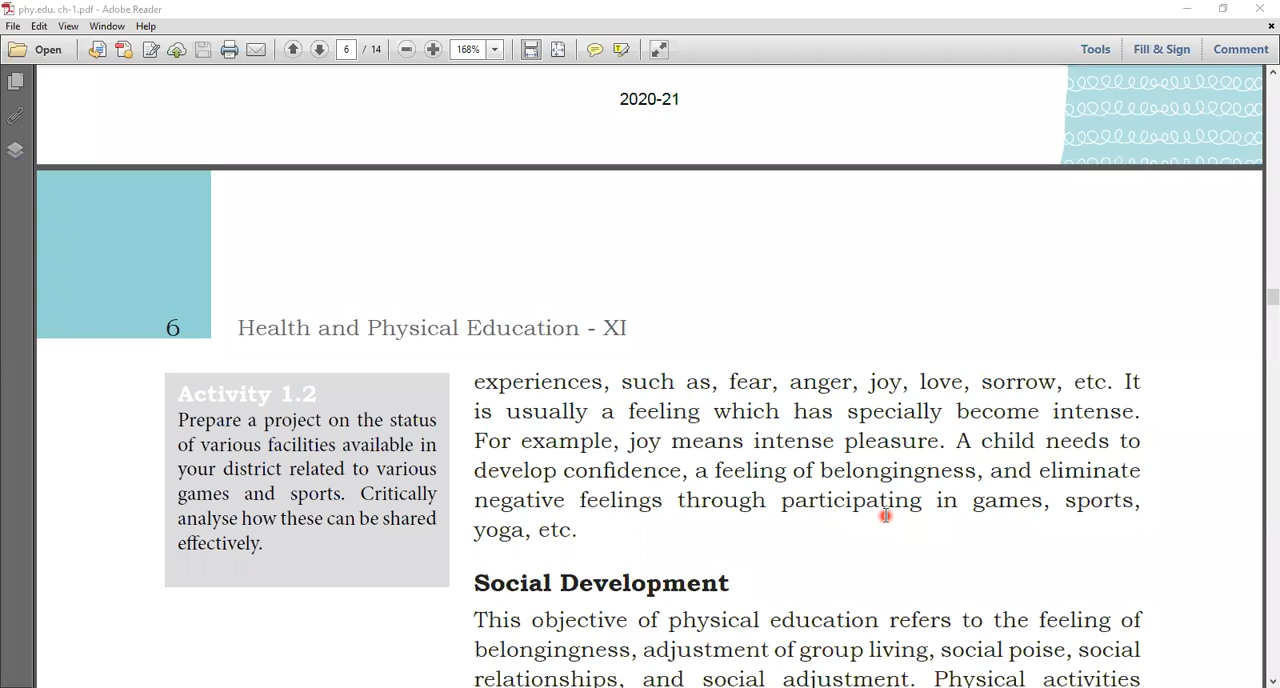 phy.edu. ch-1.pdf - Adobe Reader
File Edit View Window Help
Open 6 / 14 168% Tools Fill & Sign Comment
2020-21
6 Health and Physical Education - XI
Activity 1.2
Prepare a project on the status
of various facilities available in
your district related to various
games and sports. Critically
analyse how these can be shared
effectively.
experiences, such as, fear, anger, joy, love, sorrow, etc. It
is usually a feeling which has specially become intense.
For example, joy means intense pleasure. A child needs to
develop confidence, a feeling of belongingness, and eliminate
negative feelings through participating in games, sports,
yoga, etc.
Social Development
This objective of physical education refers to the feeling of
belongingness, adjustment of group living, social poise, social
relationships, and social adjustment. Physical activities